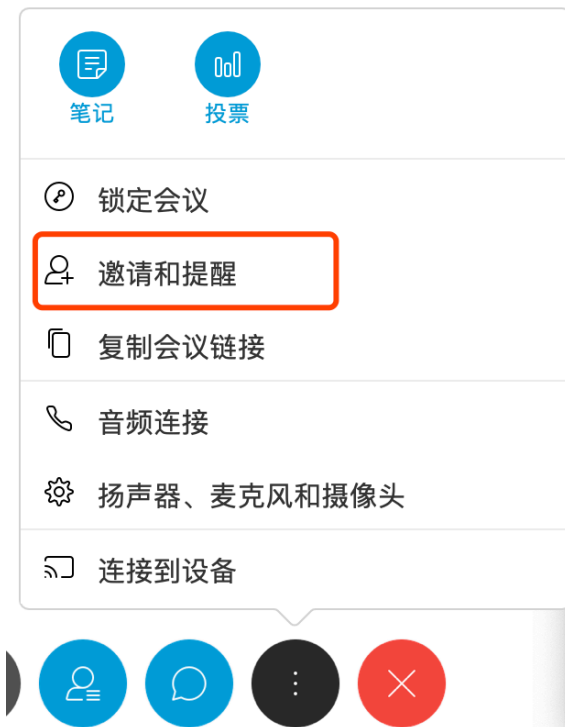 笔记
投票
锁定会议
邀请和提醒
复制会议链接
音频连接
扬声器、麦克风和摄像头
连接到设备